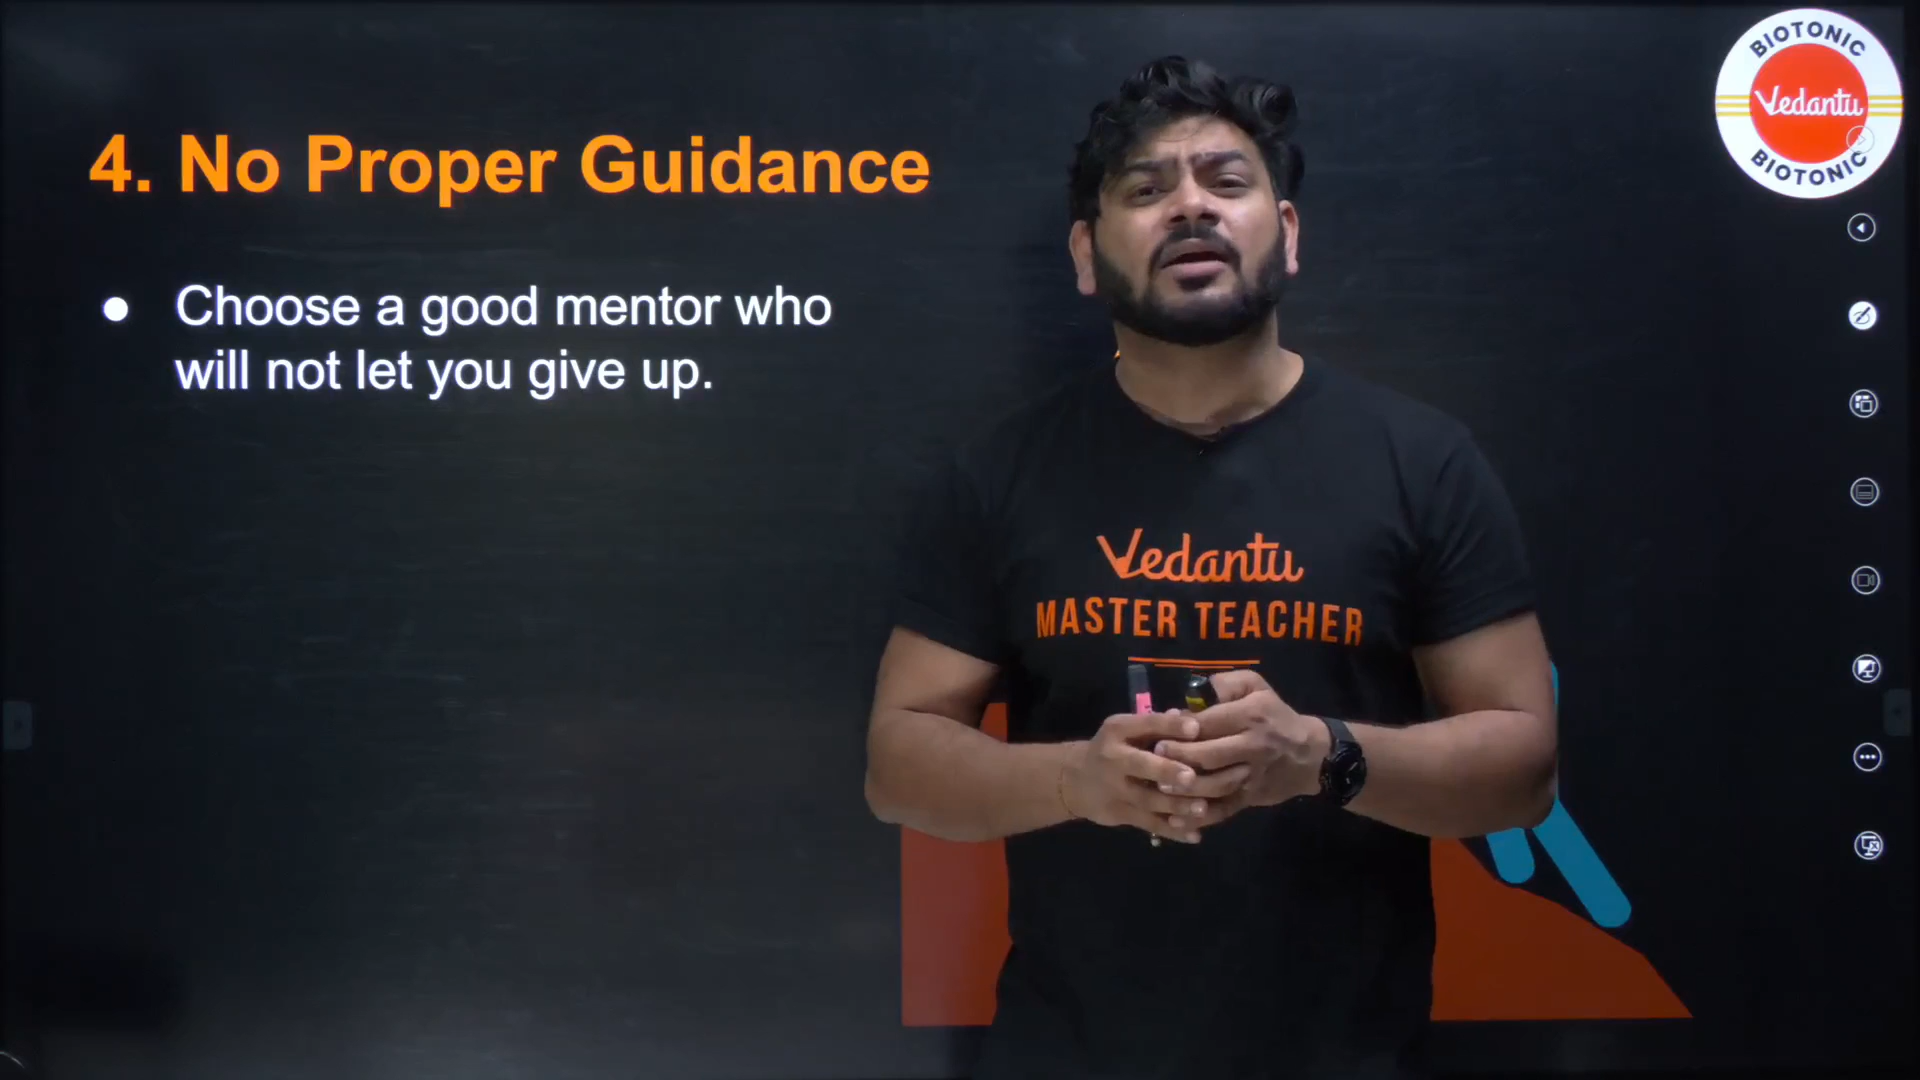 4. No Proper Guidance
● Choose a good mentor who
will not let you give up.
BIOTONIC
Vedantu
BIOTONIC
Vedantu
MASTER TEACHER